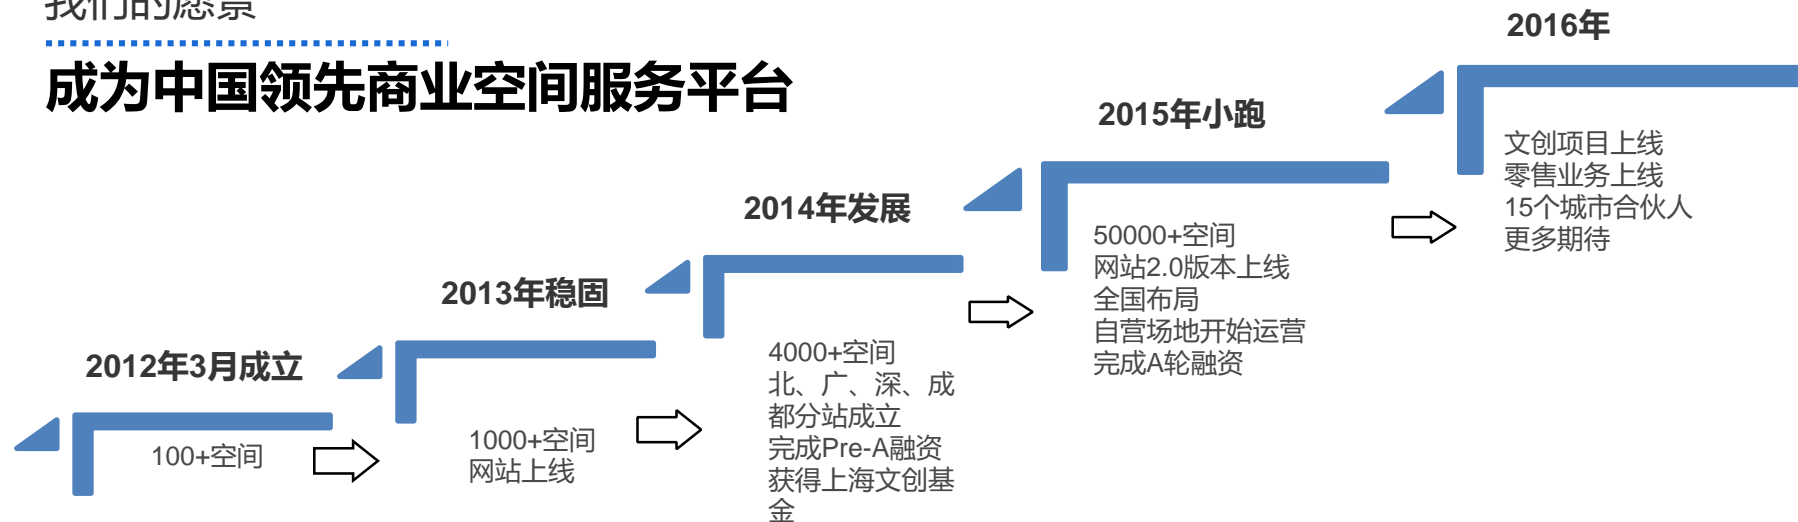 我们的愿景
成为中国领先商业空间服务平台
2012年3月成立
100+空间
2013年稳固
1000+空间
网站上线
2014年发展
4000+空间
北、广、深、成
都分站成立
完成Pre-A融资
获得上海文创基
金
2015年小跑
50000+空间
网站2.0版本上线
全国布局
自营场地开始运营
完成A轮融资
2016年
文创项目上线
零售业务上线
15个城市合伙人
更多期待